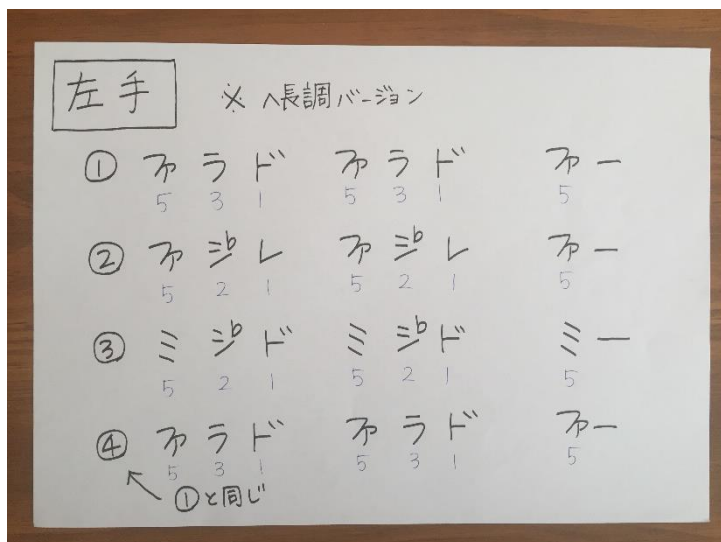 左手
※ ヘ長調バージョン
① ファ ラ ド ファ ラ ド ファー
5 3 1 5 3 1 5
② ファ シ♭ レ ファ シ♭ レ ファー
5 2 1 5 2 1 5
③ ミ シ♭ ド ミ シ♭ ド ミー
5 2 1 5 2 1 5
④ ファ ラ ド ファ ラ ド ファー
5 3 1 5 3 1 5
①と同じ